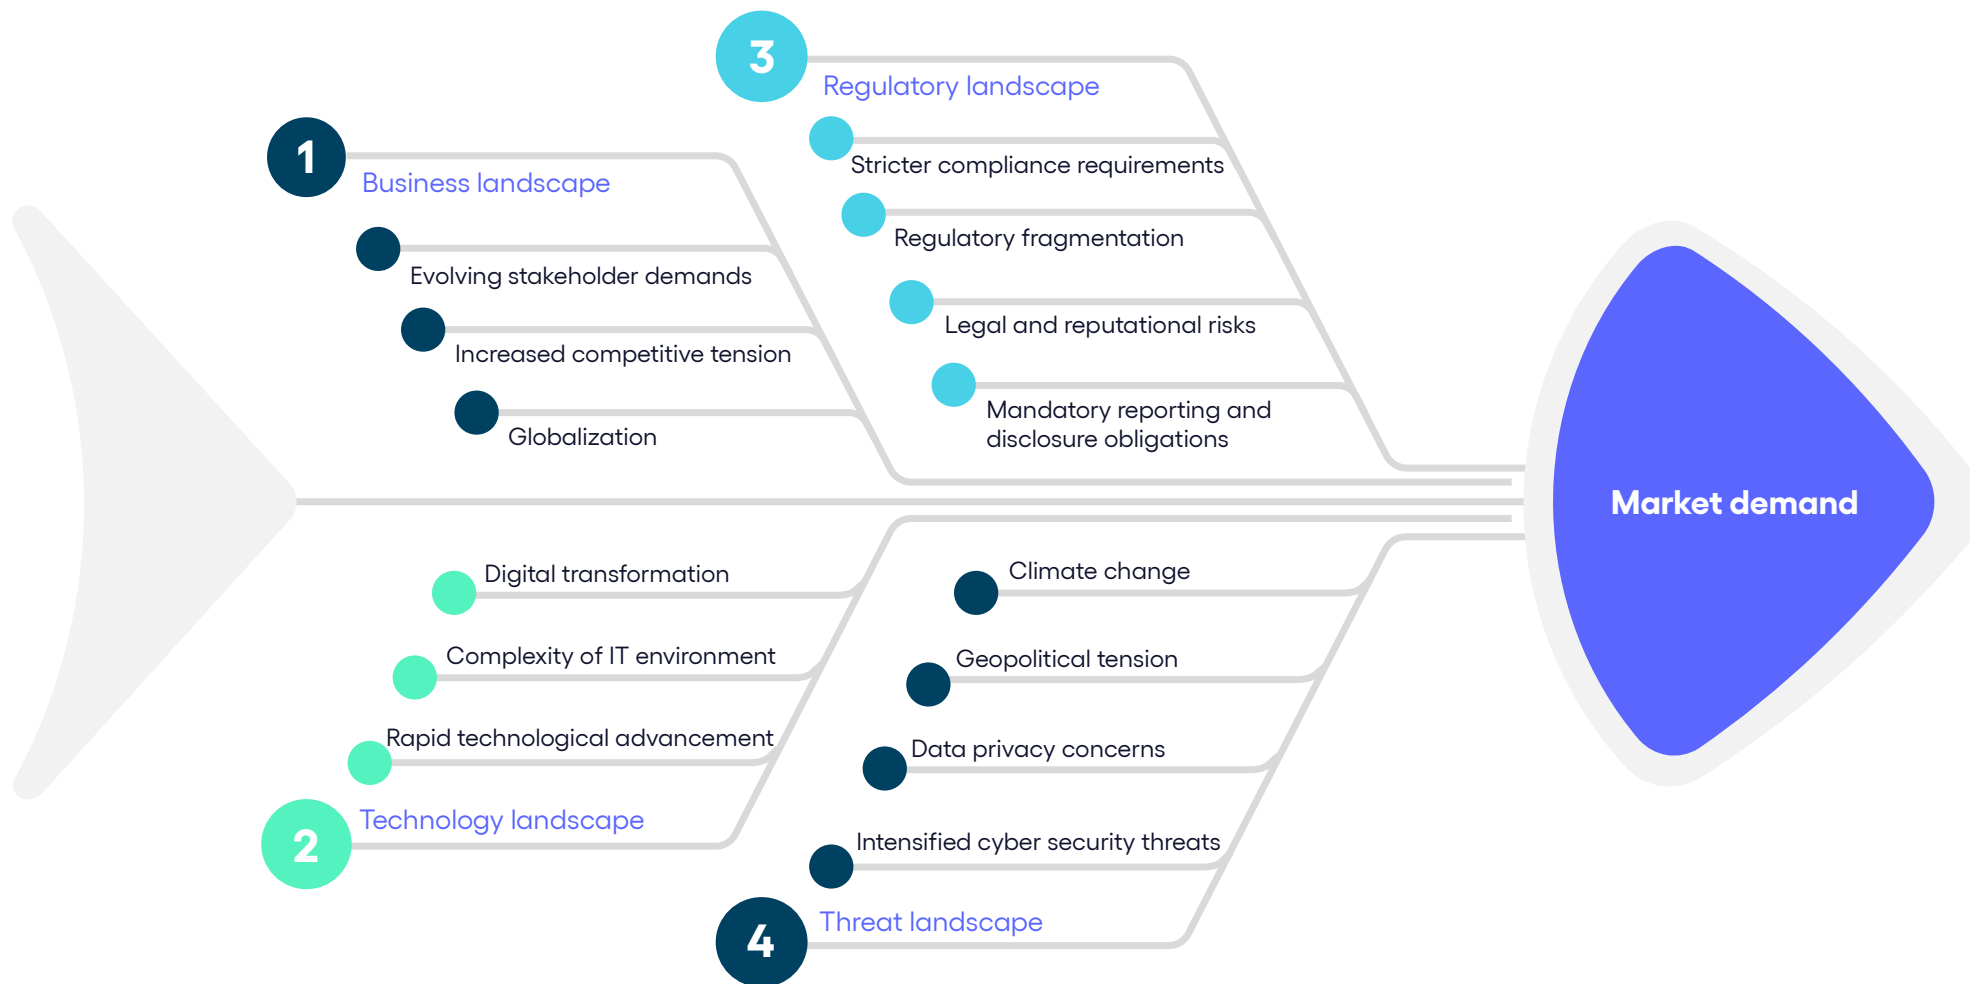 1
Business landscape
Evolving stakeholder demands
Increased competitive tension
Globalization
3
Regulatory landscape
Stricter compliance requirements
Regulatory fragmentation
Legal and reputational risks
Mandatory reporting and
disclosure obligations
Market demand
Digital transformation
Complexity of IT environment
Rapid technological advancement
2
Technology landscape
Climate change
Geopolitical tension
Data privacy concerns
Intensified cyber security threats
4
Threat landscape